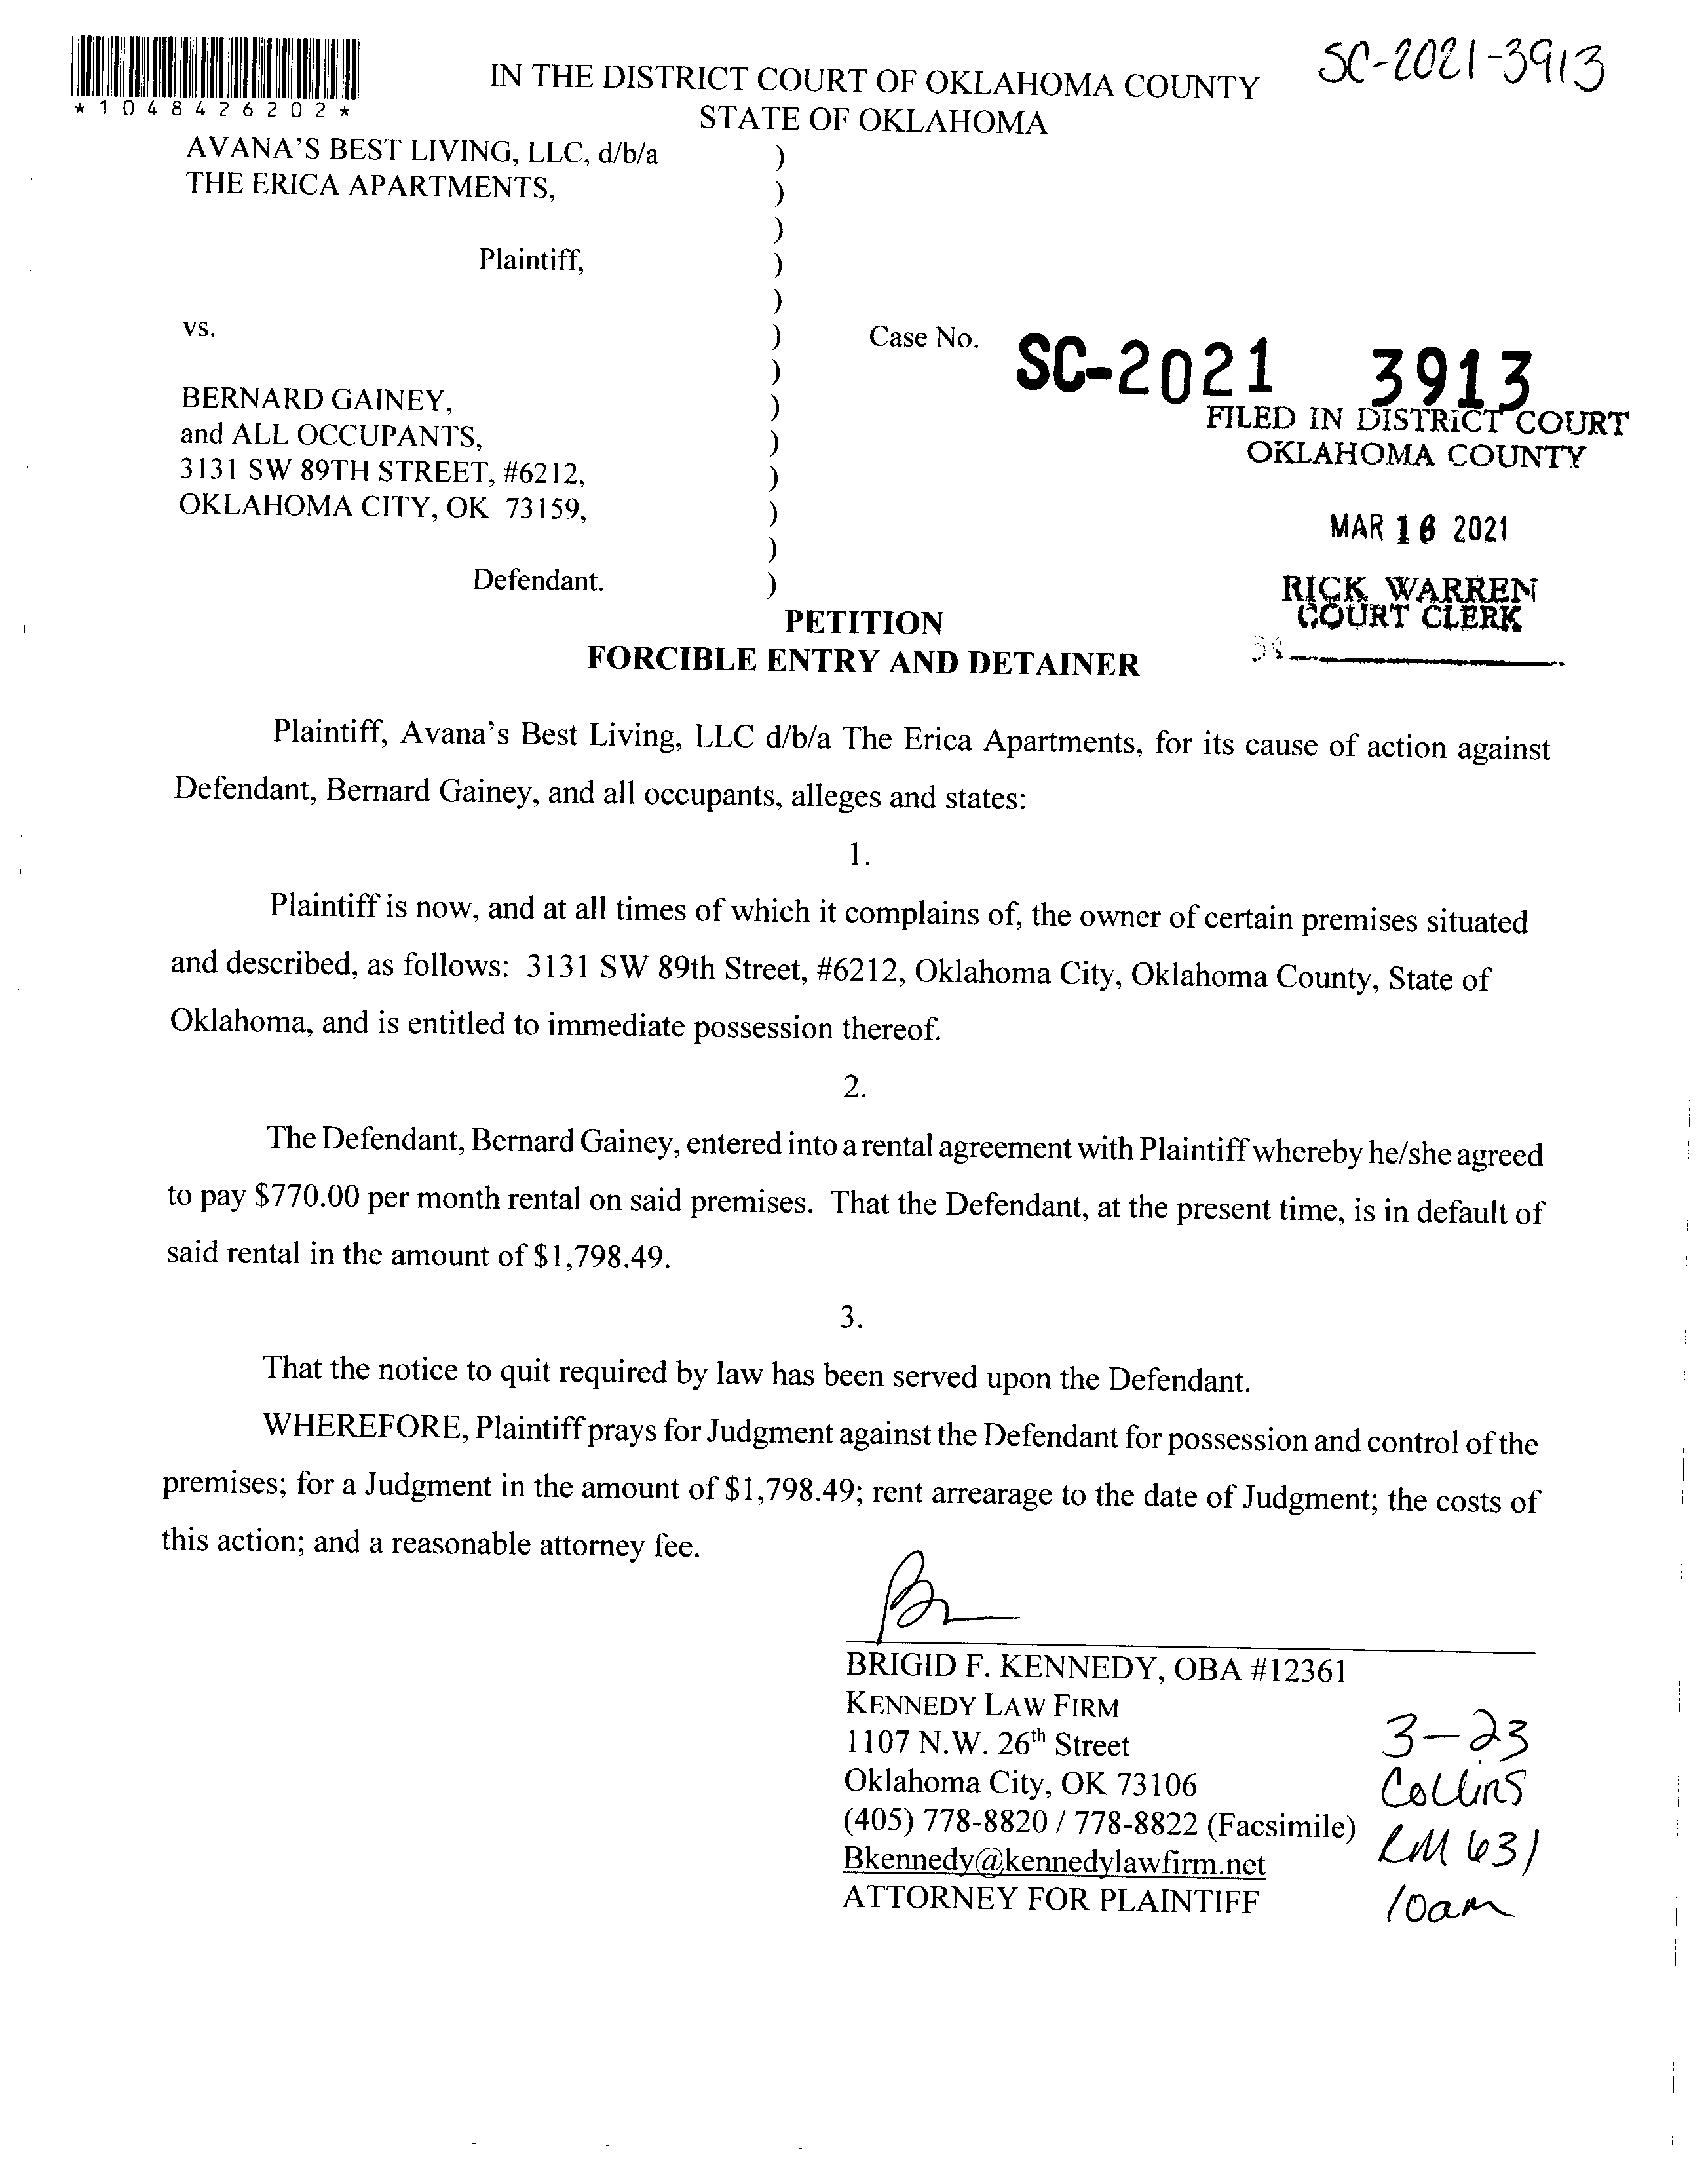 SC-2021-3913
*1048426202*
IN THE DISTRICT COURT OF OKLAHOMA COUNTY
STATE OF OKLAHOMA
AVANA'S BEST LIVING, LLC, d/b/a )
THE ERICA APARTMENTS, )
)
Plaintiff, )
)
vs. ) Case No. SC-2021 3913
)
BERNARD GAINEY, )
and ALL OCCUPANTS, )
3131 SW 89TH STREET, #6212, )
OKLAHOMA CITY, OK 73159, )
)
Defendant. )
FILED IN DISTRICT COURT
OKLAHOMA COUNTY
MAR 16 2021
RICK WARREN
COURT CLERK
PETITION
FORCIBLE ENTRY AND DETAINER
Plaintiff, Avana's Best Living, LLC d/b/a The Erica Apartments, for its cause of action against
Defendant, Bernard Gainey, and all occupants, alleges and states:
1.
Plaintiff is now, and at all times of which it complains of, the owner of certain premises situated
and described, as follows: 3131 SW 89th Street, #6212, Oklahoma City, Oklahoma County, State of
Oklahoma, and is entitled to immediate possession thereof.
2.
The Defendant, Bernard Gainey, entered into a rental agreement with Plaintiff whereby he/she agreed
to pay $770.00 per month rental on said premises. That the Defendant, at the present time, is in default of
said rental in the amount of $1,798.49.
3.
That the notice to quit required by law has been served upon the Defendant.
WHEREFORE, Plaintiff prays for Judgment against the Defendant for possession and control of the
premises; for a Judgment in the amount of $1,798.49; rent arrearage to the date of Judgment; the costs of
this action; and a reasonable attorney fee.
BRIGID F. KENNEDY, OBA #12361
KENNEDY LAW FIRM
1107 N.W. 26th Street
Oklahoma City, OK 73106
(405) 778-8820 / 778-8822 (Facsimile)
Bkennedy@kennedylawfirm.net
ATTORNEY FOR PLAINTIFF
3-23
Collins
RM 631
10am